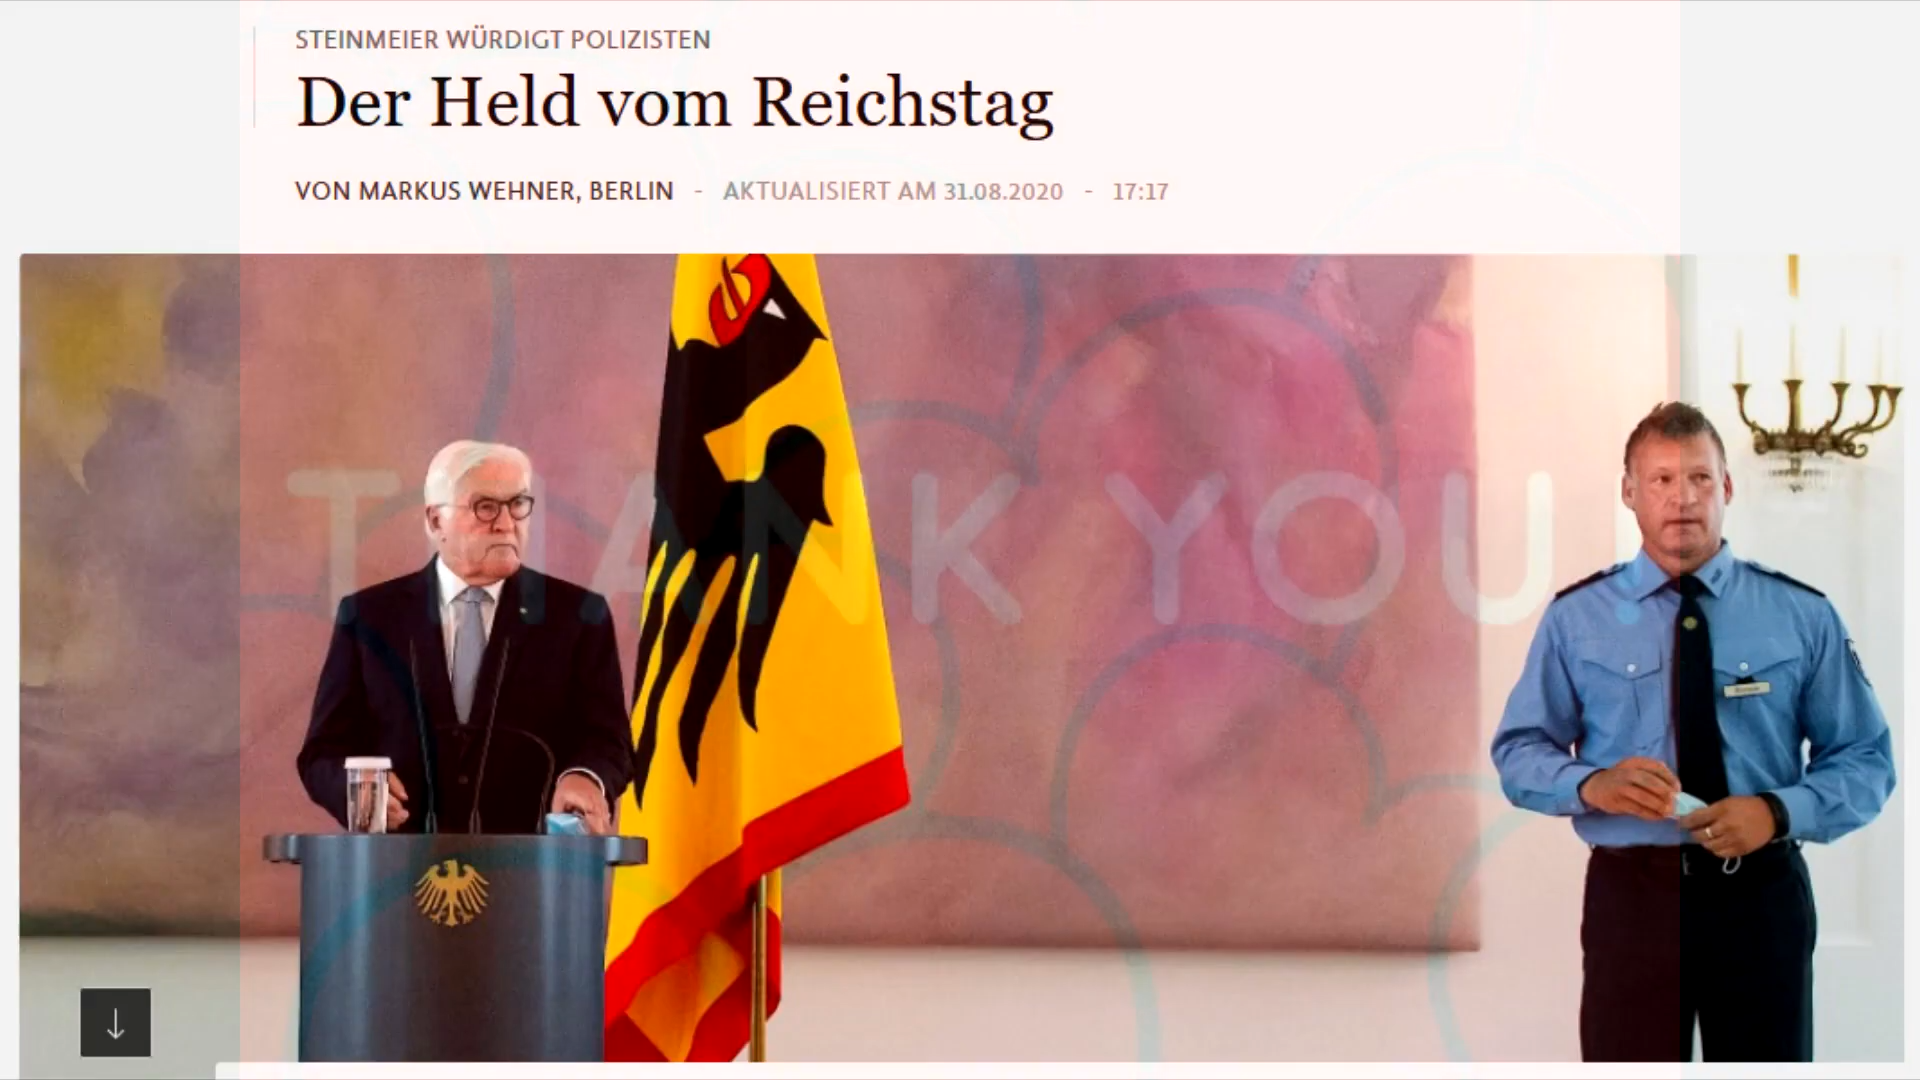 STEINMEIER WÜRDIGT POLIZISTEN
Der Held vom Reichstag
VON MARKUS WEHNER, BERLIN - AKTUALISIERT AM 31.08.2020 - 17:17
THANK YOU!